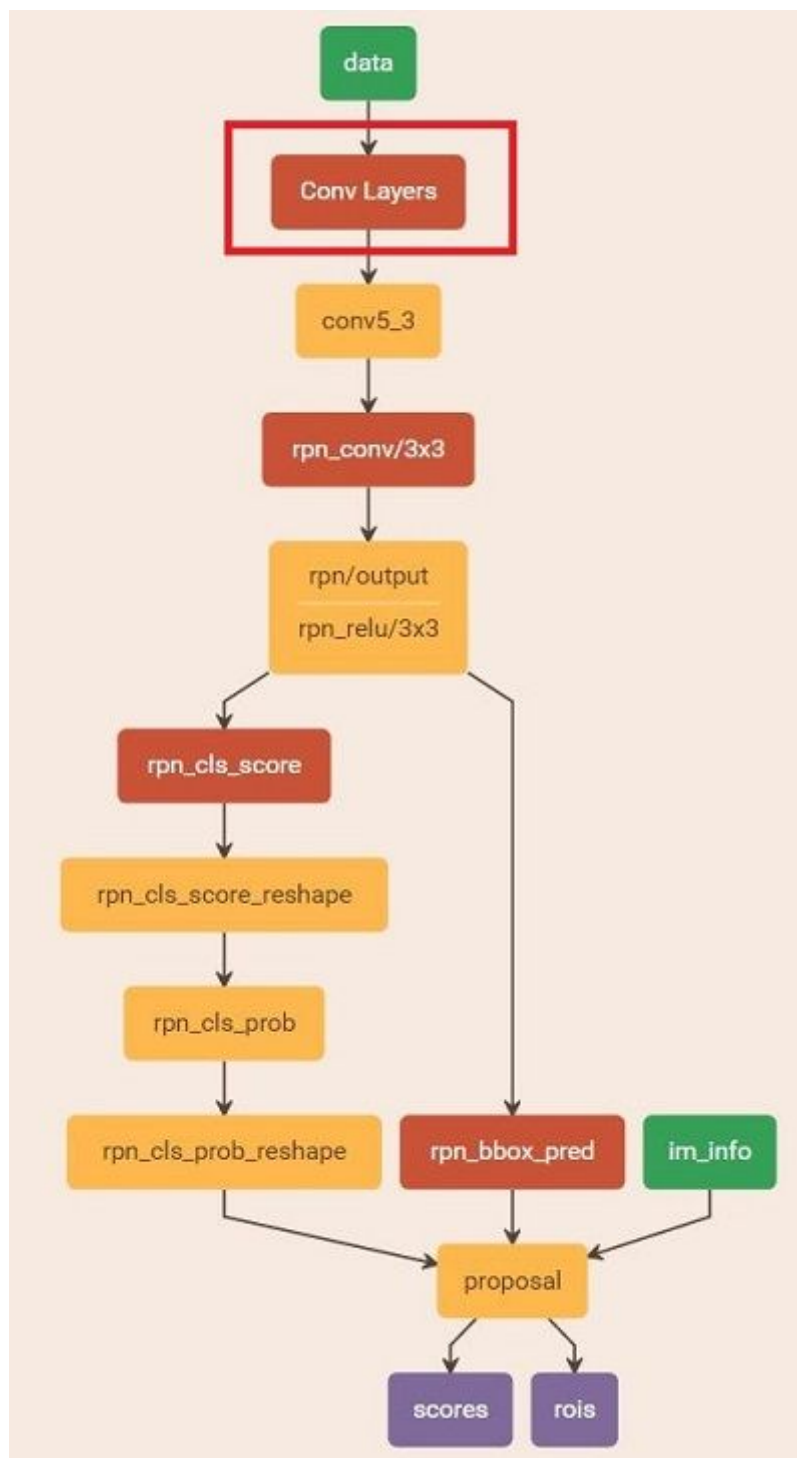 data
Conv Layers
conv5_3
rpn_conv/3x3
rpn/output
rpn_relu/3x3
rpn_cls_score
rpn_cls_score_reshape
rpn_cls_prob
rpn_cls_prob_reshape
rpn_bbox_pred
im_info
proposal
scores
rois